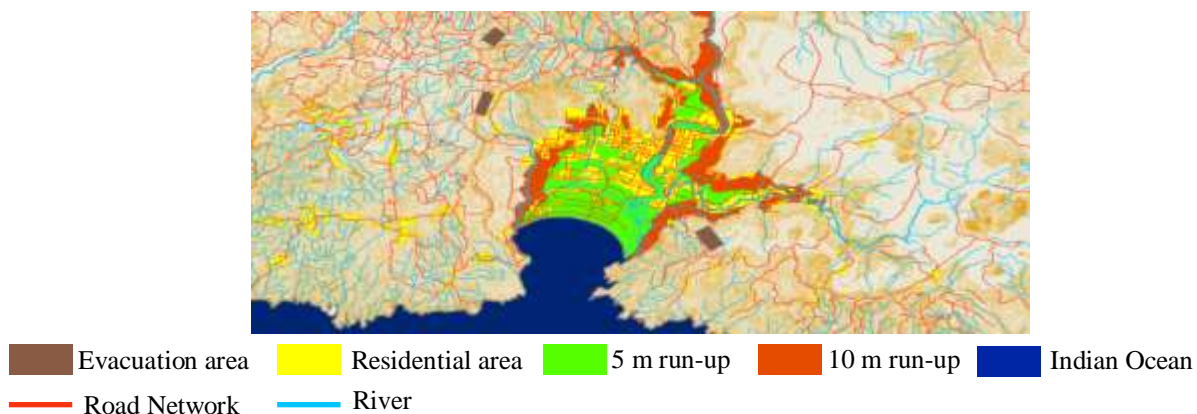 Evacuation area Residential area 5 m run-up 10 m run-up Indian Ocean
Road Network River